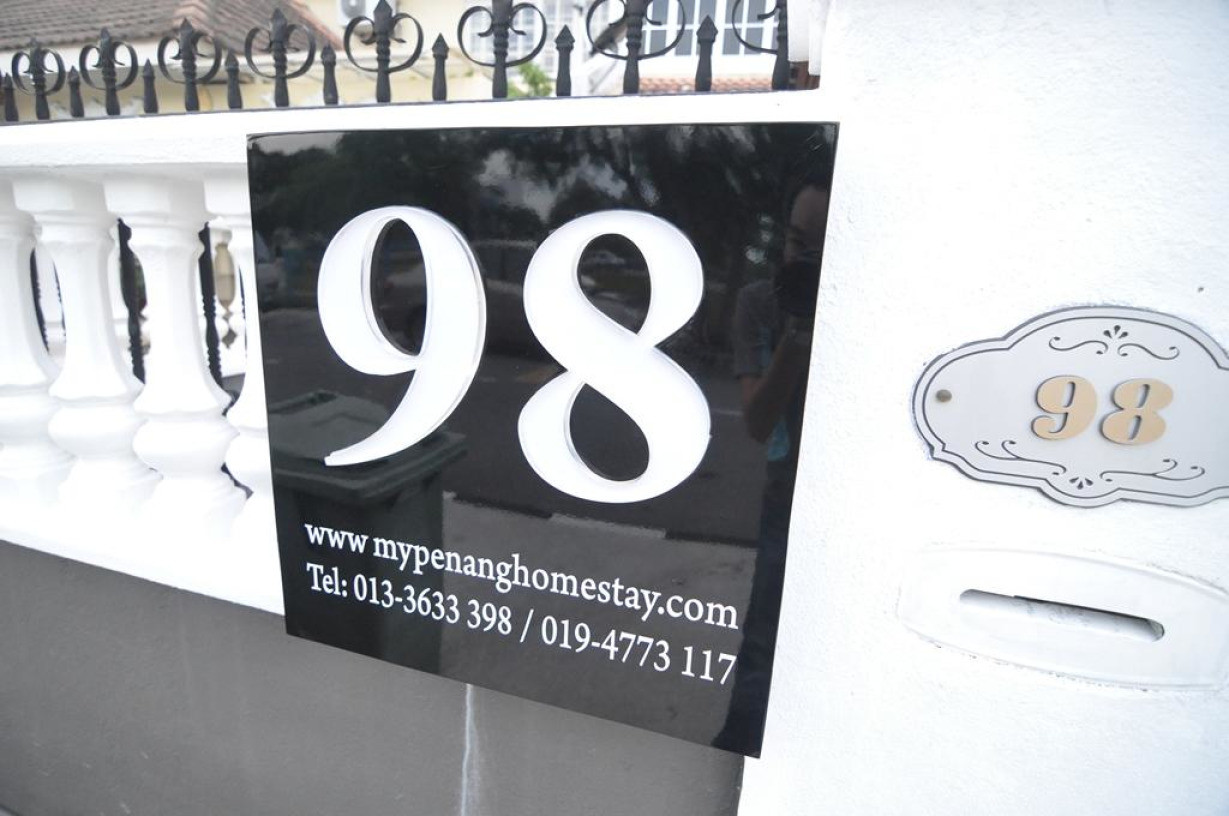 98
www mypenanghomestay.com
Tel: 013-3633 398 / 019-4773 117
98